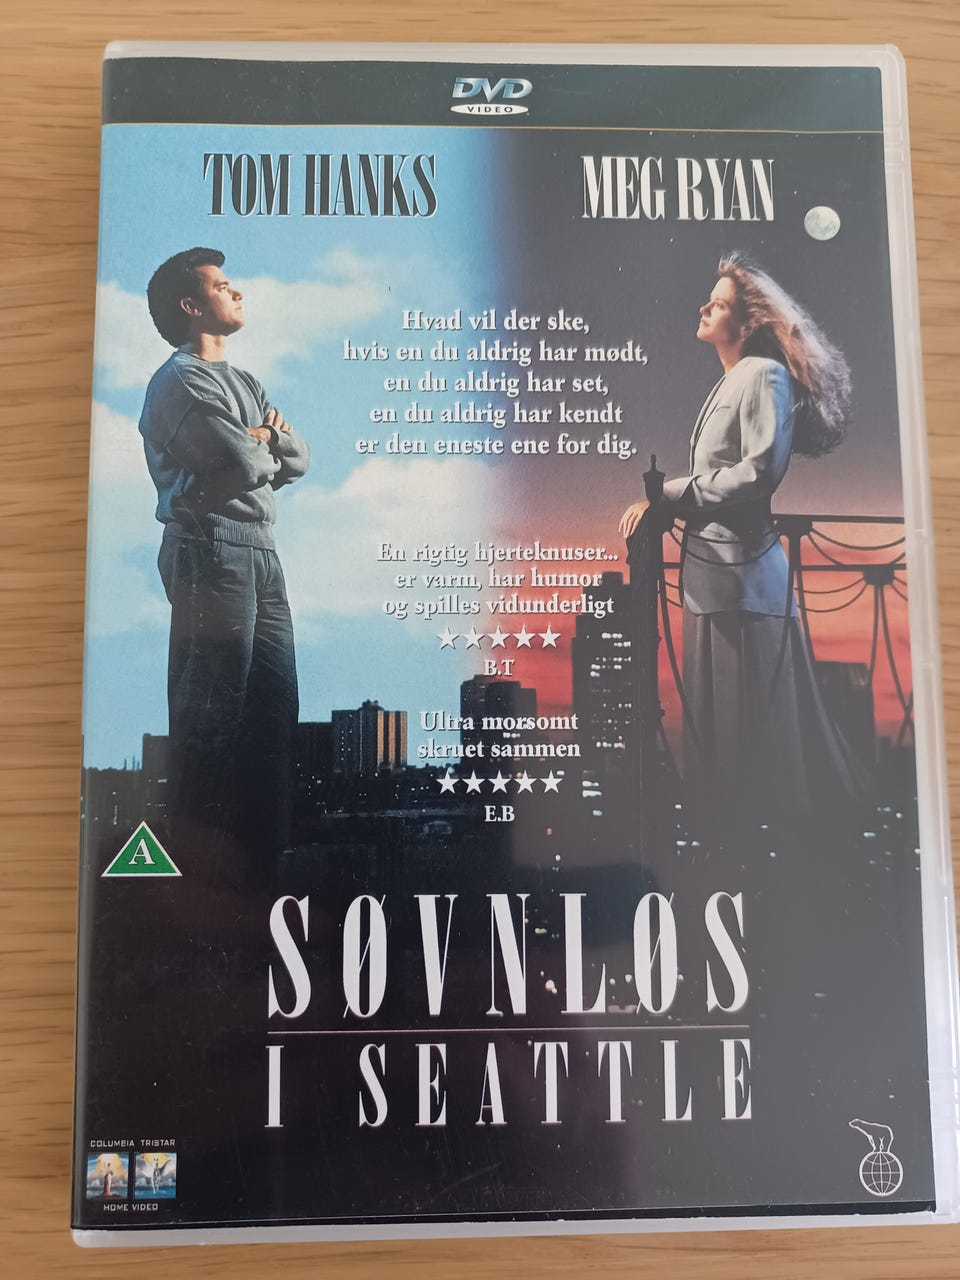 DVD
VIDEO
TOM HANKS
MEG RYAN
Hvad vil der ske,
hvis en du aldrig har mødt,
en du aldrig har set,
en du aldrig har kendt
er den eneste ene for dig.
En rigtig hjerteknuser...
er varm, har humor
og spilles vidunderligt
★★★★★
B.T
Ultra morsomt
skruet sammen
★★★★★
E.B
A
SØVNLØS
I SEATTLE
COLUMBIA TRISTAR
HOME VIDEO